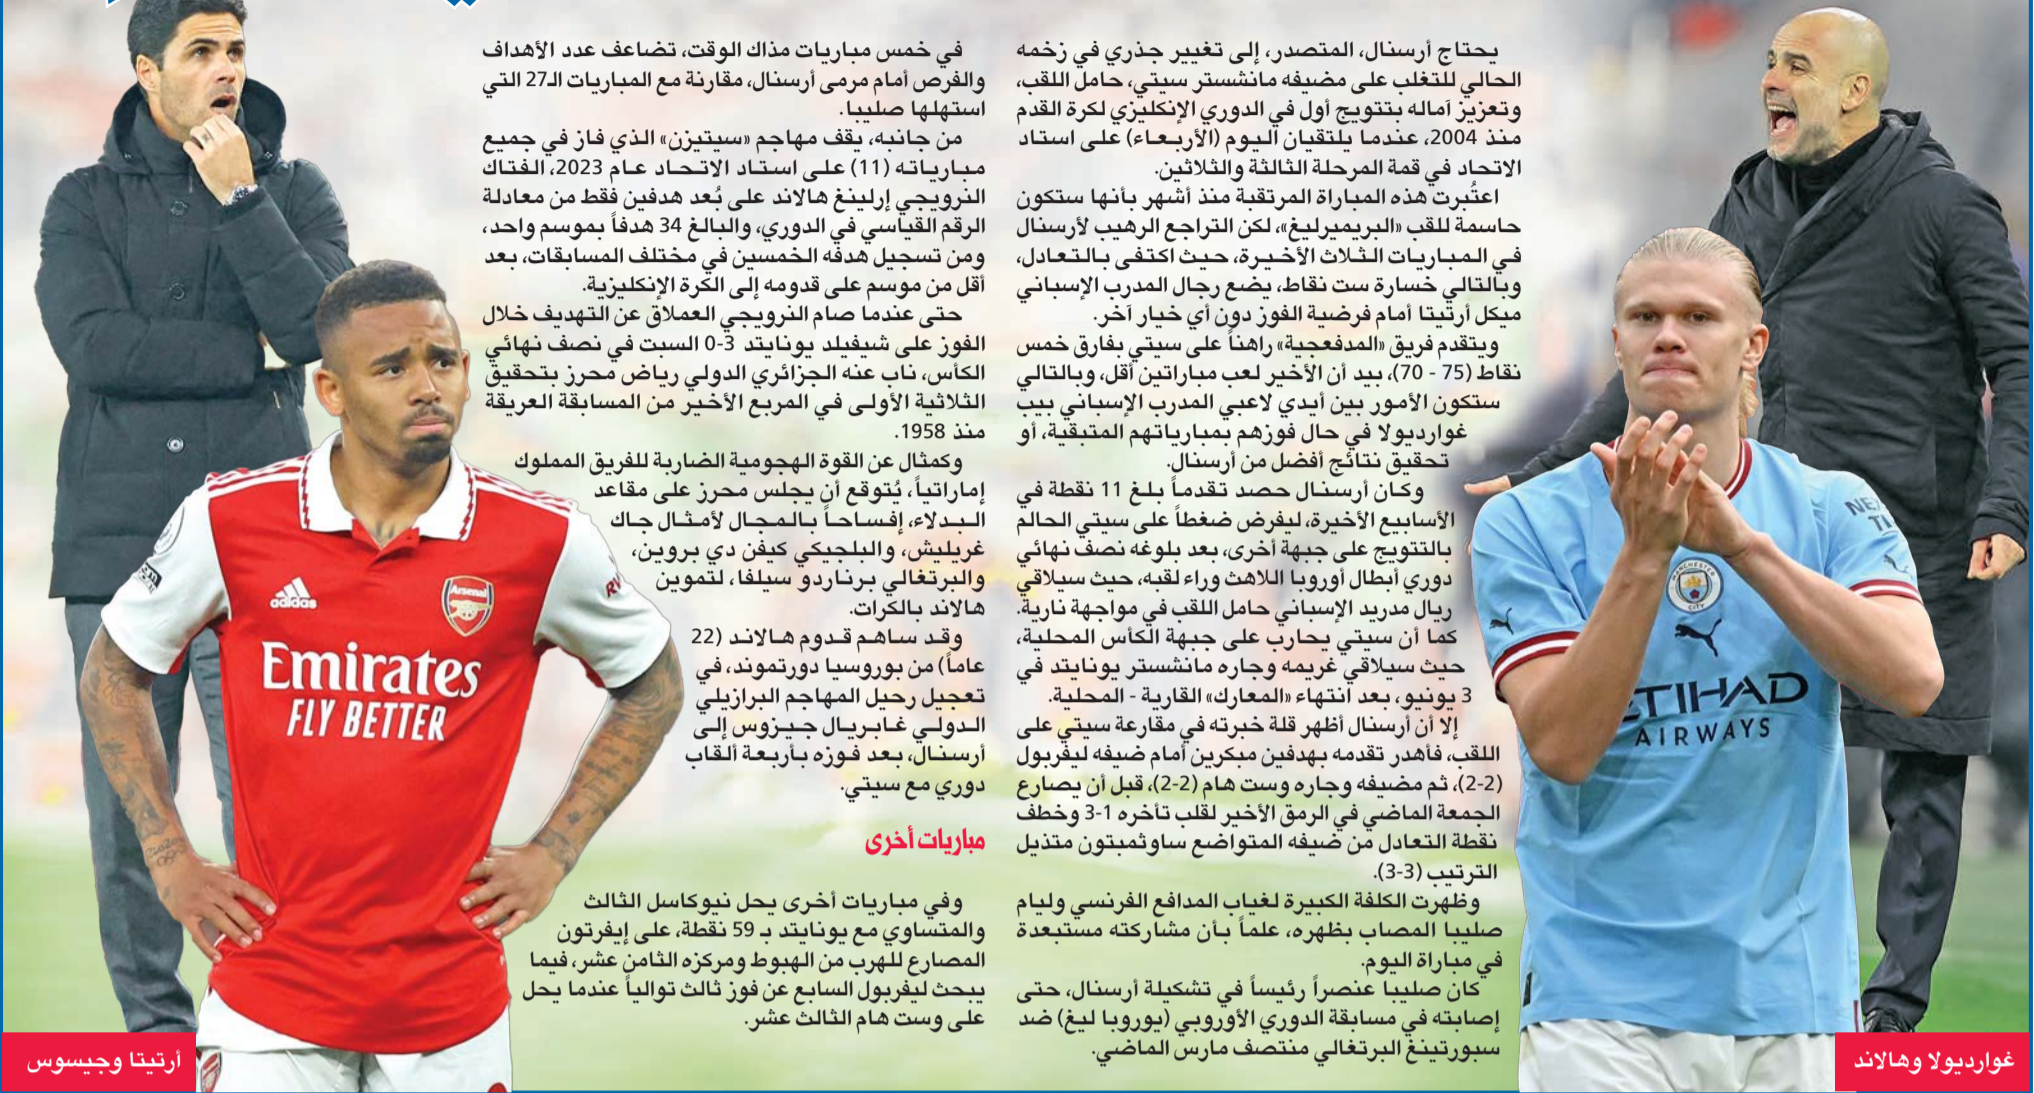 يحتاج أرسنال، المتصدر، إلى تغيير جذري في زخمه
الحالي للتغلب على مضيفه مانشستر سيتي، حامل اللقب،
وتعزيز آماله بتتويج أول في الدوري الإنكليزي لكرة القدم
منذ 2004، عندما يلتقيان اليوم (الأربعاء) على استاد
الاتحاد في قمة المرحلة الثالثة والثلاثين.
اعتُبرت هذه المباراة المرتقبة منذ أشهر بأنها ستكون
حاسمة للقب «البريميرليغ»، لكن التراجع الرهيب لأرسنال
في المباريات الثلاث الأخيرة، حيث اكتفى بالتعادل،
وبالتالي خسارة ست نقاط، يضع رجال المدرب الإسباني
ميكل أرتيتا أمام فرضية الفوز دون أي خيار آخر.
ويتقدم فريق «المدفعجية» راهناً على سيتي بفارق خمس
نقاط (75 - 70)، بيد أن الأخير لعب مباراتين أقل، وبالتالي
ستكون الأمور بين أيدي لاعبي المدرب الإسباني بيب
غوارديولا في حال فوزهم بمبارياتهم المتبقية، أو
تحقيق نتائج أفضل من أرسنال.
وكان أرسنال حصد تقدماً بلغ 11 نقطة في
الأسابيع الأخيرة، ليفرض ضغطاً على سيتي الحالم
بالتتويج على جبهة أخرى، بعد بلوغه نصف نهائي
دوري أبطال أوروبا اللاهث وراء لقبه، حيث سيلاقي
ريال مدريد الإسباني حامل اللقب في مواجهة نارية.
كما أن سيتي يحارب على جبهة الكأس المحلية،
حيث سيلاقي غريمه وجاره مانشستر يونايتد في
3 يونيو، بعد انتهاء «المعارك» القارية - المحلية.
إلا أن أرسنال أظهر قلة خبرته في مقارعة سيتي على
اللقب، فأهدر تقدمه بهدفين مبكرين أمام ضيفه ليفربول
(2-2)، ثم مضيفه وجاره وست هام (2-2)، قبل أن يصارع
الجمعة الماضي في الرمق الأخير لقلب تأخره 1-3 وخطف
نقطة التعادل من ضيفه المتواضع ساوثمبتون متذيل
الترتيب (3-3).
وظهرت الكلفة الكبيرة لغياب المدافع الفرنسي وليام
صليبا المصاب بظهره، علماً بأن مشاركته مستبعدة
في مباراة اليوم.
كان صليبا عنصراً رئيساً في تشكيلة أرسنال، حتى
إصابته في مسابقة الدوري الأوروبي (يوروبا ليغ) ضد
سبورتينغ البرتغالي منتصف مارس الماضي.
في خمس مباريات مذاك الوقت، تضاعف عدد الأهداف
والفرص أمام مرمى أرسنال، مقارنة مع المباريات الـ27 التي
استهلها صليبا.
من جانبه، يقف مهاجم «سيتيزن» الذي فاز في جميع
مبارياته (11) على استاد الاتحاد عام 2023، الفتاك
النرويجي إرلينغ هالاند على بُعد هدفين فقط من معادلة
الرقم القياسي في الدوري، والبالغ 34 هدفاً بموسم واحد،
ومن تسجيل هدفه الخمسين في مختلف المسابقات، بعد
أقل من موسم على قدومه إلى الكرة الإنكليزية.
حتى عندما صام النرويجي العملاق عن التهديف خلال
الفوز على شيفيلد يونايتد 3-0 السبت في نصف نهائي
الكأس، ناب عنه الجزائري الدولي رياض محرز بتحقيق
الثلاثية الأولى في المربع الأخير من المسابقة العريقة
منذ 1958.
وكمثال عن القوة الهجومية الضاربة للفريق المملوك
إماراتياً، يُتوقع أن يجلس محرز على مقاعد
البدلاء، إفساحاً بالمجال لأمثال جاك
غريليش، والبلجيكي كيفن دي بروين،
والبرتغالي برناردو سيلفا، لتموين
هالاند بالكرات.
وقد ساهم قدوم هالاند (22
عاماً) من بوروسيا دورتموند، في
تعجيل رحيل المهاجم البرازيلي
الدولي غابريال جيزوس إلى
أرسنال، بعد فوزه بأربعة ألقاب
دوري مع سيتي.
مباريات أخرى
وفي مباريات أخرى يحل نيوكاسل الثالث
والمتساوي مع يونايتد بـ 59 نقطة، على إيفرتون
المصارع للهرب من الهبوط ومركزه الثامن عشر، فيما
يبحث ليفربول السابع عن فوز ثالث توالياً عندما يحل
على وست هام الثالث عشر.
غوارديولا وهالاند
أرتيتا وجيسوس
adidas
Arsenal
Emirates
FLY BETTER
MANCHESTER
CITY
ETIHAD
AIRWAYS